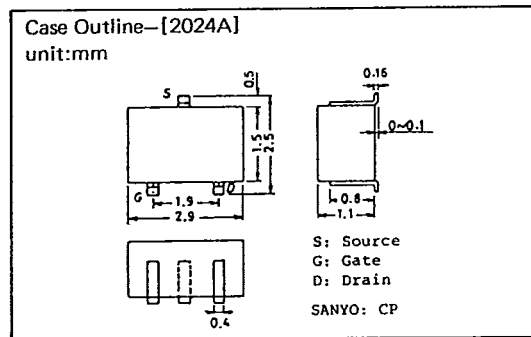 Case Outline—[2024A]
unit:mm
S
0.5
0.16
0~0.1
1.5
2.5
G
D
1.9
2.9
0.8
1.1
S: Source
G: Gate
D: Drain
SANYO: CP
0.4